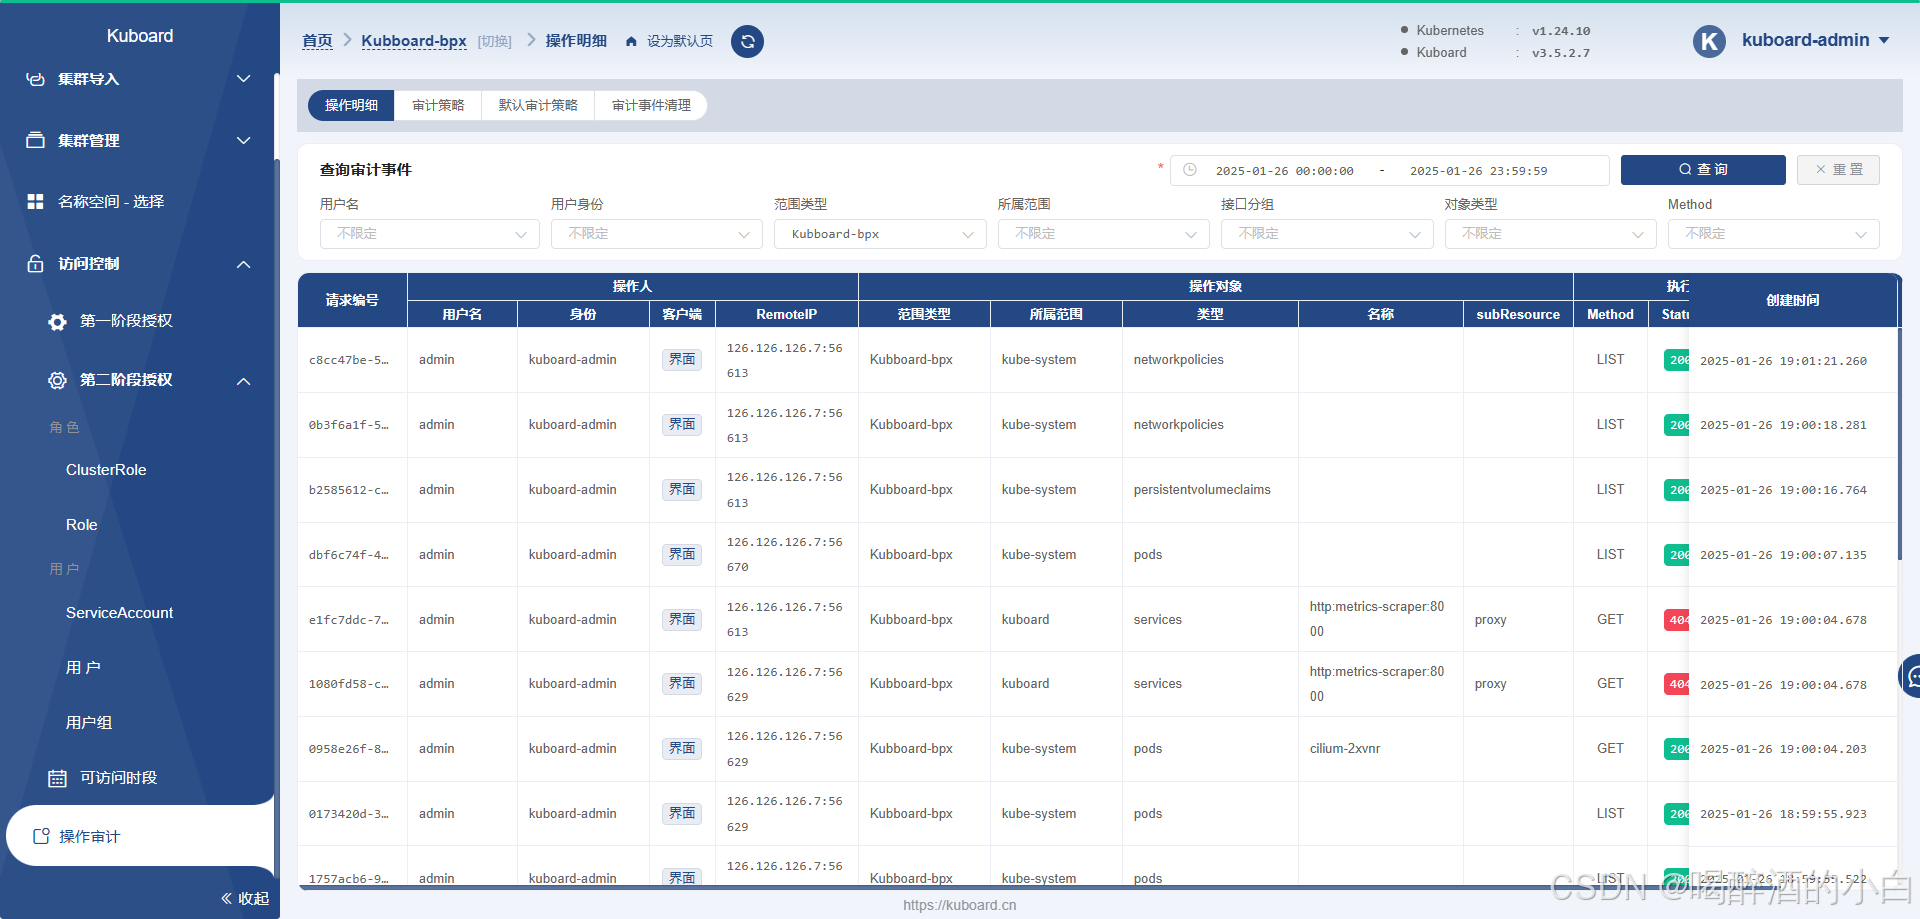 Kuboard
集群导入
集群管理
名称空间 - 选择
访问控制
第一阶段授权
第二阶段授权
角 色
ClusterRole
Role
用 户
ServiceAccount
用 户
用户组
可访问时段
操作审计
« 收起
首页 Kubboard-bpx [切换] 操作明细 设为默认页
Kubernetes : v1.24.10
Kuboard : v3.5.2.7
K kuboard-admin
操作明细 审计策略 默认审计策略 审计事件清理
查询审计事件 * 2025-01-26 00:00:00 - 2025-01-26 23:59:59 查 询 重 置
用户名 用户身份 范围类型 所属范围 接口分组 对象类型 Method
不限定 不限定 Kubboard-bpx 不限定 不限定 不限定 不限定
请求编号 操作人 操作对象 执行 创建时间
用户名 身份 客户端 RemoteIP 范围类型 所属范围 类型 名称 subResource Method Statu
c8cc47be-5… admin kuboard-admin 界面 126.126.126.7:56613 Kubboard-bpx kube-system networkpolicies LIST 200 2025-01-26 19:01:21.260
0b3f6a1f-5… admin kuboard-admin 界面 126.126.126.7:56613 Kubboard-bpx kube-system networkpolicies LIST 200 2025-01-26 19:00:18.281
b2585612-c… admin kuboard-admin 界面 126.126.126.7:56613 Kubboard-bpx kube-system persistentvolumeclaims LIST 200 2025-01-26 19:00:16.764
dbf6c74f-4… admin kuboard-admin 界面 126.126.126.7:56670 Kubboard-bpx kube-system pods LIST 200 2025-01-26 19:00:07.135
e1fc7ddc-7… admin kuboard-admin 界面 126.126.126.7:56613 Kubboard-bpx kuboard services http:metrics-scraper:8000 proxy GET 404 2025-01-26 19:00:04.678
1080fd58-c… admin kuboard-admin 界面 126.126.126.7:56629 Kubboard-bpx kuboard services http:metrics-scraper:8000 proxy GET 404 2025-01-26 19:00:04.678
0958e26f-8… admin kuboard-admin 界面 126.126.126.7:56629 Kubboard-bpx kube-system pods cilium-2xvnr GET 200 2025-01-26 19:00:04.203
0173420d-3… admin kuboard-admin 界面 126.126.126.7:56629 Kubboard-bpx kube-system pods LIST 200 2025-01-26 18:59:55.923
1757acb6-9… admin kuboard-admin 界面 126.126.126.7:56 Kubboard-bpx kube-system pods LIST 200 2025-01-26 18:59:55.522
https://kuboard.cn
CSDN @喝醉酒的小白